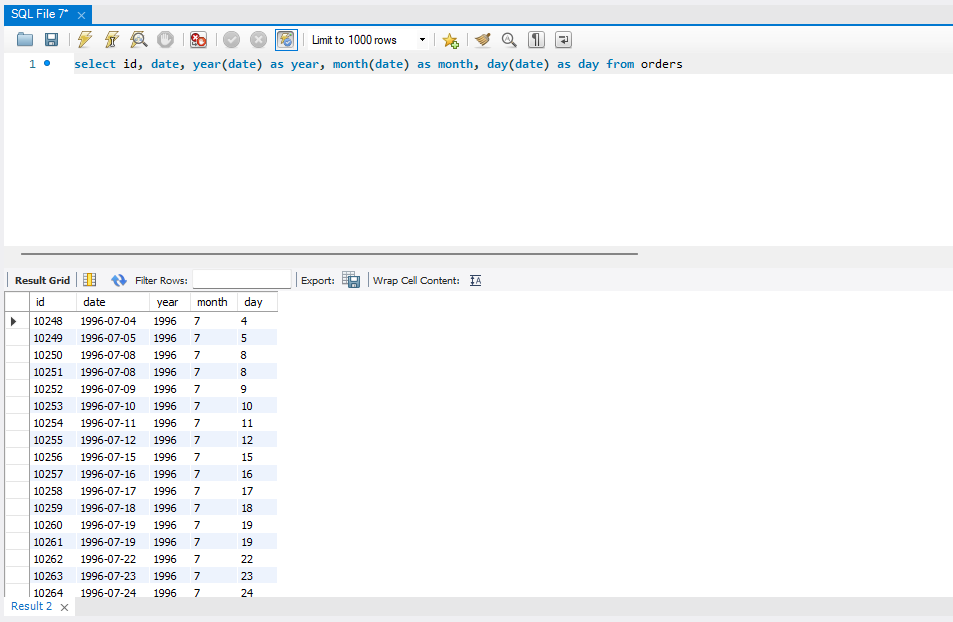 SQL File 7*
Limit to 1000 rows
1 select id, date, year(date) as year, month(date) as month, day(date) as day from orders
Result Grid Filter Rows: Export: Wrap Cell Content:
id date year month day
10248 1996-07-04 1996 7 4
10249 1996-07-05 1996 7 5
10250 1996-07-08 1996 7 8
10251 1996-07-08 1996 7 8
10252 1996-07-09 1996 7 9
10253 1996-07-10 1996 7 10
10254 1996-07-11 1996 7 11
10255 1996-07-12 1996 7 12
10256 1996-07-15 1996 7 15
10257 1996-07-16 1996 7 16
10258 1996-07-17 1996 7 17
10259 1996-07-18 1996 7 18
10260 1996-07-19 1996 7 19
10261 1996-07-19 1996 7 19
10262 1996-07-22 1996 7 22
10263 1996-07-23 1996 7 23
10264 1996-07-24 1996 7 24
Result 2